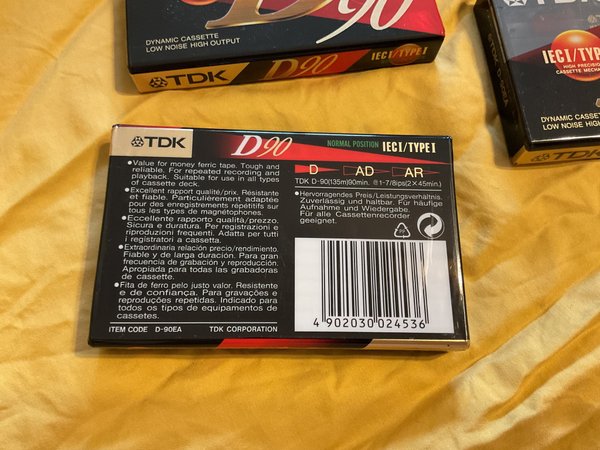 D90
DYNAMIC CASSETTE
LOW NOISE HIGH OUTPUT
TDK D90 IECI/TYPE I
TDK
IECI/TYPE
HIGH PRECISIO
CASSETTE MECHA
DYNAMIC CASSET
LOW NOISE HIGH
TDK
TDK D90 NORMAL POSITION IECI/TYPE I
•Value for money ferric tape. Tough and
reliable. For repeated recording and
playback. Suitable for use in all types
of cassette deck.
•Excellent rapport qualité/prix. Résistante
et fiable. Particulièrement adaptée
pour des enregistrements répétitifs sur
tous les types de magnétophones.
•Eccellente rapporto qualità/prezzo.
Sicura e duratura. Per registrazioni e
riproduzioni frequenti. Adatta per tutti
i registratori a cassetta.
•Extraordinaria relación precio/rendimiento.
Fiable y de larga duración. Para gran
frecuencia de grabación y reproducción.
Apropiada para todas las grabadoras
de cassette.
•Fita de ferro pelo justo valor. Resistente
e de confiança. Para gravações e
reproduções repetidas. Indicado para
todos os tipos de equipamentos de
cassetes.
ITEM CODE D-90EA TDK CORPORATION
D AD AR
TDK D-90(135m)90min. @1-7/8ips(2×45min.)
•Hervorragendes Preis/Leistungsverhältnis.
Zuverlässig und haltbar. Für häufige
Aufnahme und Wiedergabe.
Für alle Cassettenrecorder
geeignet.
4 902030 024536